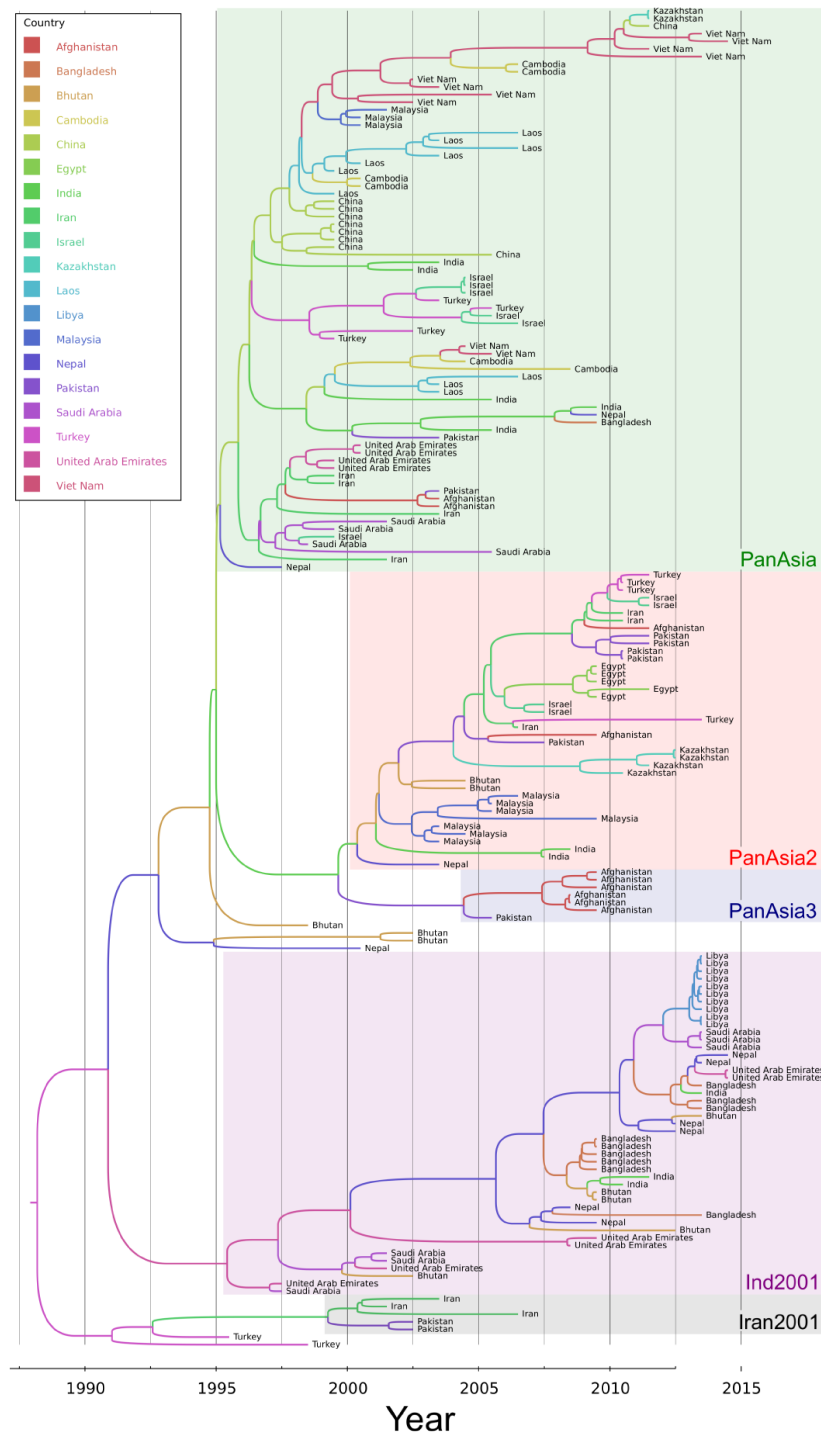 Country
Afghanistan
Bangladesh
Bhutan
Cambodia
China
Egypt
India
Iran
Israel
Kazakhstan
Laos
Libya
Malaysia
Nepal
Pakistan
Saudi Arabia
Turkey
United Arab Emirates
Viet Nam
Kazakhstan
Kazakhstan
China
Viet Nam
Viet Nam
Viet Nam
Viet Nam
Cambodia
Cambodia
Viet Nam
Viet Nam
Viet Nam
Viet Nam
Malaysia
Malaysia
Malaysia
Laos
Laos
Laos
Laos
Laos
Laos
Cambodia
Cambodia
Laos
China
China
China
China
China
China
China
China
India
India
Israel
Israel
Israel
Turkey
Turkey
Israel
Israel
Turkey
Turkey
Viet Nam
Viet Nam
Cambodia
Cambodia
Laos
Laos
Laos
India
India
Nepal
Bangladesh
India
Pakistan
United Arab Emirates
United Arab Emirates
United Arab Emirates
United Arab Emirates
Iran
Iran
Pakistan
Afghanistan
Afghanistan
Iran
Saudi Arabia
Saudi Arabia
Israel
Saudi Arabia
Saudi Arabia
Iran
Nepal
PanAsia
Turkey
Turkey
Turkey
Israel
Israel
Iran
Iran
Afghanistan
Pakistan
Pakistan
Pakistan
Pakistan
Egypt
Egypt
Egypt
Egypt
Egypt
Israel
Israel
Turkey
Iran
Afghanistan
Pakistan
Kazakhstan
Kazakhstan
Kazakhstan
Kazakhstan
Bhutan
Bhutan
Malaysia
Malaysia
Malaysia
Malaysia
Malaysia
Malaysia
Malaysia
India
India
Nepal
PanAsia2
Afghanistan
Afghanistan
Afghanistan
Afghanistan
Afghanistan
Afghanistan
Pakistan
PanAsia3
Bhutan
Bhutan
Bhutan
Nepal
Libya
Libya
Libya
Libya
Libya
Libya
Libya
Libya
Libya
Libya
Saudi Arabia
Saudi Arabia
Saudi Arabia
Nepal
Nepal
United Arab Emirates
United Arab Emirates
Bangladesh
India
Bangladesh
Bangladesh
Bhutan
Nepal
Nepal
Bangladesh
Bangladesh
Bangladesh
Bangladesh
Bangladesh
India
India
Bhutan
Bhutan
Nepal
Bangladesh
Nepal
Bhutan
United Arab Emirates
United Arab Emirates
Saudi Arabia
Saudi Arabia
United Arab Emirates
Bhutan
United Arab Emirates
Saudi Arabia
Ind2001
Iran
Iran
Iran
Pakistan
Pakistan
Iran2001
Turkey
Turkey
1990 1995 2000 2005 2010 2015
Year